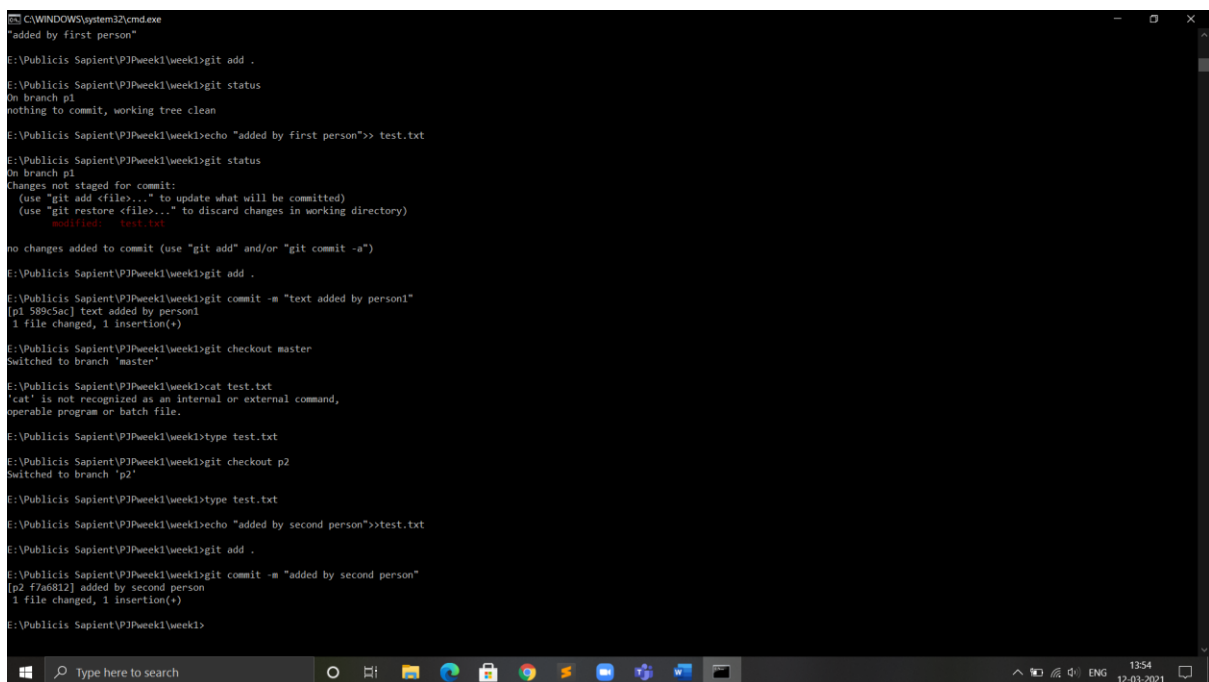 C:\WINDOWS\system32\cmd.exe
"added by first person"
E:\Publicis Sapient\PJPweek1\week1>git add .
E:\Publicis Sapient\PJPweek1\week1>git status
On branch p1
nothing to commit, working tree clean
E:\Publicis Sapient\PJPweek1\week1>echo "added by first person">> test.txt
E:\Publicis Sapient\PJPweek1\week1>git status
On branch p1
Changes not staged for commit:
(use "git add <file>..." to update what will be committed)
(use "git restore <file>..." to discard changes in working directory)
modified: test.txt
no changes added to commit (use "git add" and/or "git commit -a")
E:\Publicis Sapient\PJPweek1\week1>git add .
E:\Publicis Sapient\PJPweek1\week1>git commit -m "text added by person1"
[p1 589c5ac] text added by person1
1 file changed, 1 insertion(+)
E:\Publicis Sapient\PJPweek1\week1>git checkout master
Switched to branch 'master'
E:\Publicis Sapient\PJPweek1\week1>cat test.txt
'cat' is not recognized as an internal or external command,
operable program or batch file.
E:\Publicis Sapient\PJPweek1\week1>type test.txt
E:\Publicis Sapient\PJPweek1\week1>git checkout p2
Switched to branch 'p2'
E:\Publicis Sapient\PJPweek1\week1>type test.txt
E:\Publicis Sapient\PJPweek1\week1>echo "added by second person">>test.txt
E:\Publicis Sapient\PJPweek1\week1>git add .
E:\Publicis Sapient\PJPweek1\week1>git commit -m "added by second person"
[p2 f7a6812] added by second person
1 file changed, 1 insertion(+)
E:\Publicis Sapient\PJPweek1\week1>
Type here to search
ENG
13:54
12-03-2021